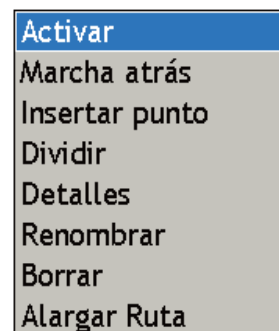 Activar
Marcha atrás
Insertar punto
Dividir
Detalles
Renombrar
Borrar
Alargar Ruta